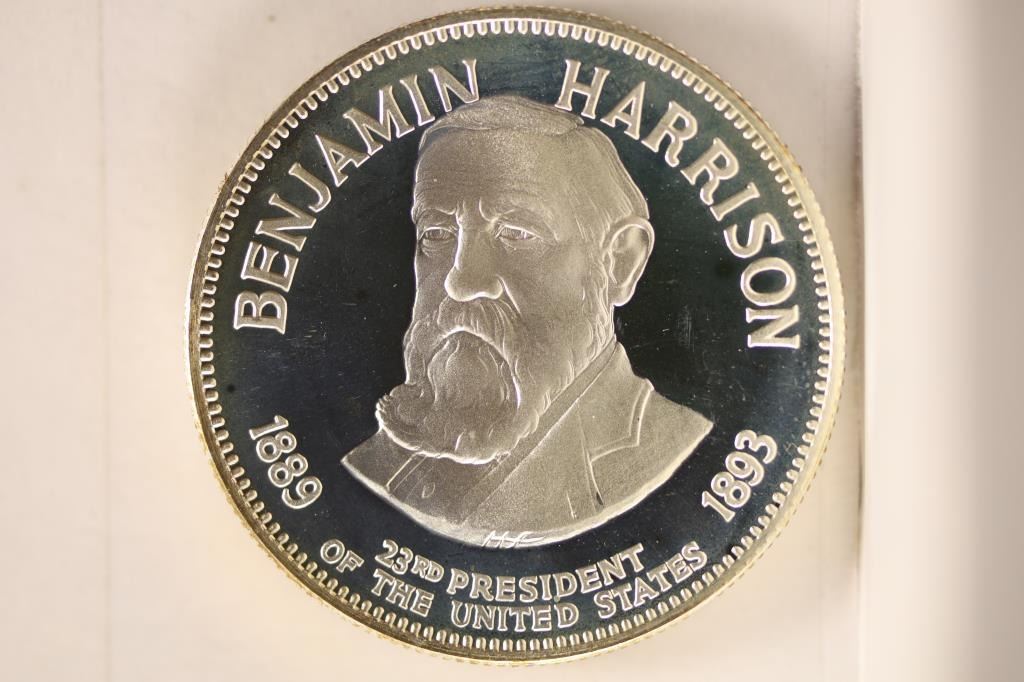 BENJAMIN HARRISON
1889 1893
23RD PRESIDENT
OF THE UNITED STATES